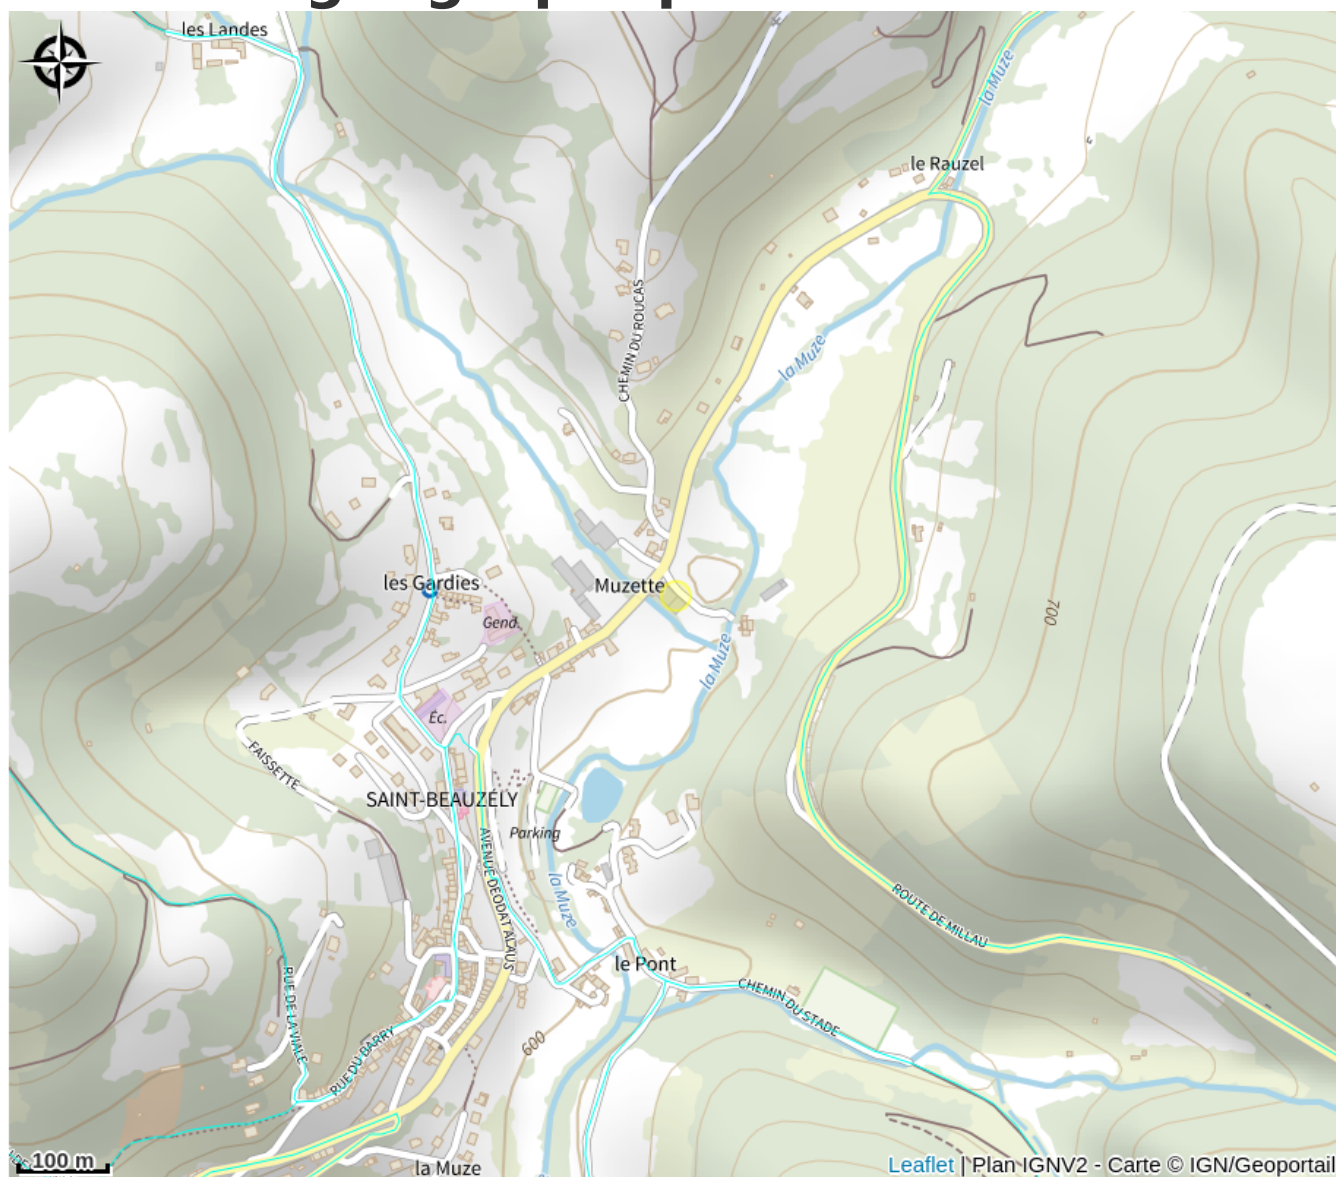 les Landes
la Muze
le Rauzel
CHEMIN DU ROUCAS
la Muze
les Gardies
Muzette
Gend.
700
la Muze
Éc.
FAISSETTE
SAINT-BEAUZÉLY
Parking
AVENUE DEODAT ALAUS
la Muze
ROUTE DE MILLAU
le Pont
CHEMIN DU STADE
RUE DE LA VIALE
600
RUE DU BARRY
100 m
la Muze
Leaflet | Plan IGNV2 - Carte © IGN/Geoportail